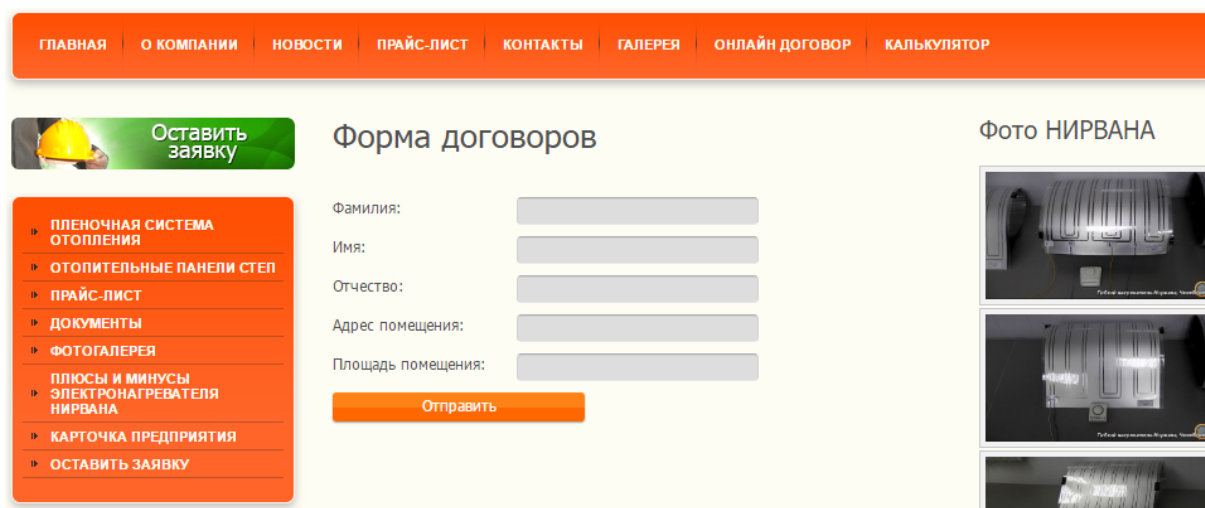 ГЛАВНАЯ
О КОМПАНИИ
НОВОСТИ
ПРАЙС-ЛИСТ
КОНТАКТЫ
ГАЛЕРЕЯ
ОНЛАЙН ДОГОВОР
КАЛЬКУЛЯТОР
Оставить
заявку
ПЛЕНОЧНАЯ СИСТЕМА
ОТОПЛЕНИЯ
ОТОПИТЕЛЬНЫЕ ПАНЕЛИ СТЕП
ПРАЙС-ЛИСТ
ДОКУМЕНТЫ
ФОТОГАЛЕРЕЯ
ПЛЮСЫ И МИНУСЫ
ЭЛЕКТРОНАГРЕВАТЕЛЯ
НИРВАНА
КАРТОЧКА ПРЕДПРИЯТИЯ
ОСТАВИТЬ ЗАЯВКУ
Форма договоров
Фамилия:
Имя:
Отчество:
Адрес помещения:
Площадь помещения:
Отправить
Фото НИРВАНА